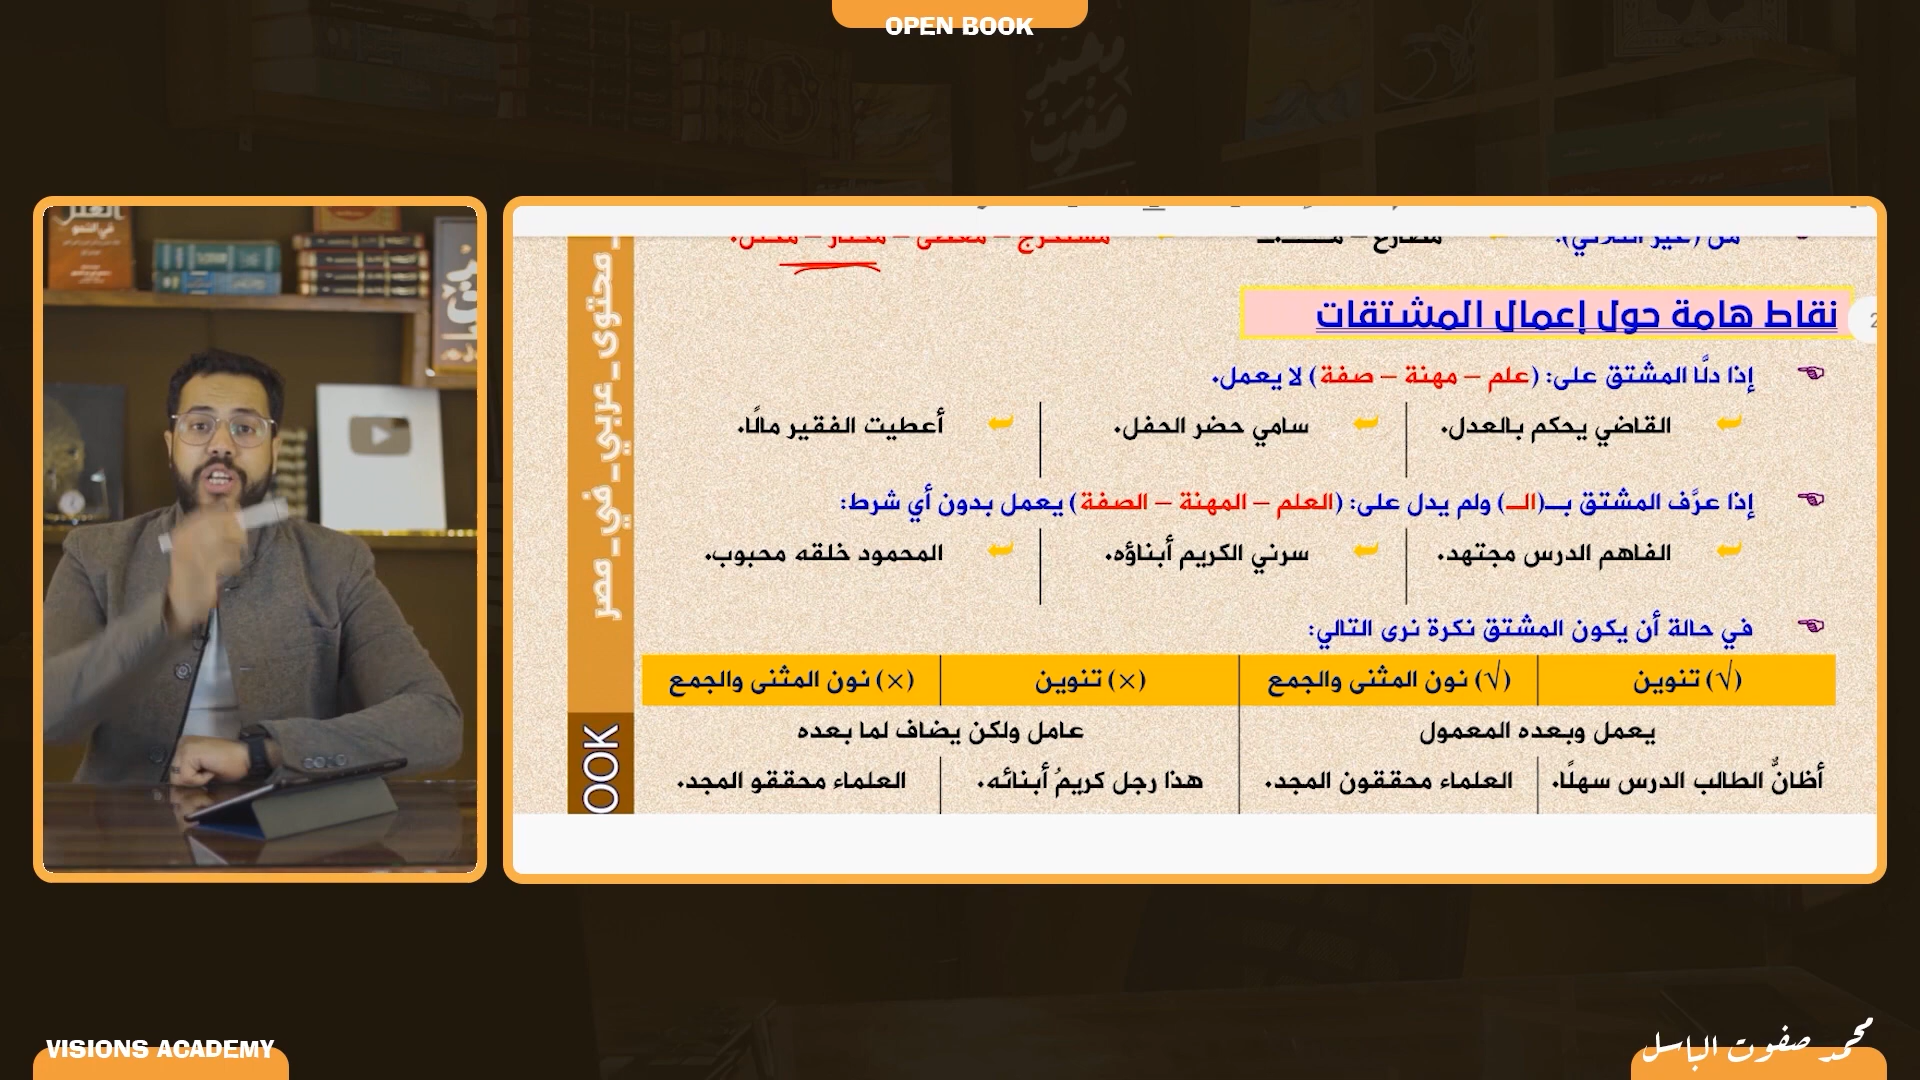 OPEN BOOK
نقاط هامة حول إعمال المشتقات
2
إذا دلَّا المشتق على: (علم – مهنة – صفة) لا يعمل.
القاضي يحكم بالعدل. سامي حضر الحفل. أعطيت الفقير مالًا.
إذا عرَّف المشتق بـ(الـ) ولم يدل على: (العلم – المهنة – الصفة) يعمل بدون أي شرط:
الفاهم الدرس مجتهد. سرني الكريم أبناؤه. المحمود خلقه محبوب.
في حالة أن يكون المشتق نكرة نرى التالي:
(√) تنوين (√) نون المثنى والجمع (×) تنوين (×) نون المثنى والجمع
يعمل وبعده المعمول عامل ولكن يضاف لما بعده
أظانٌّ الطالب الدرس سهلًا. العلماء محققون المجد. هذا رجل كريمُ أبنائه. العلماء محققو المجد.
محتوى_عربي_في_مصر
OOK
في النحو
VISIONS ACADEMY
محمد صفوت الباسل